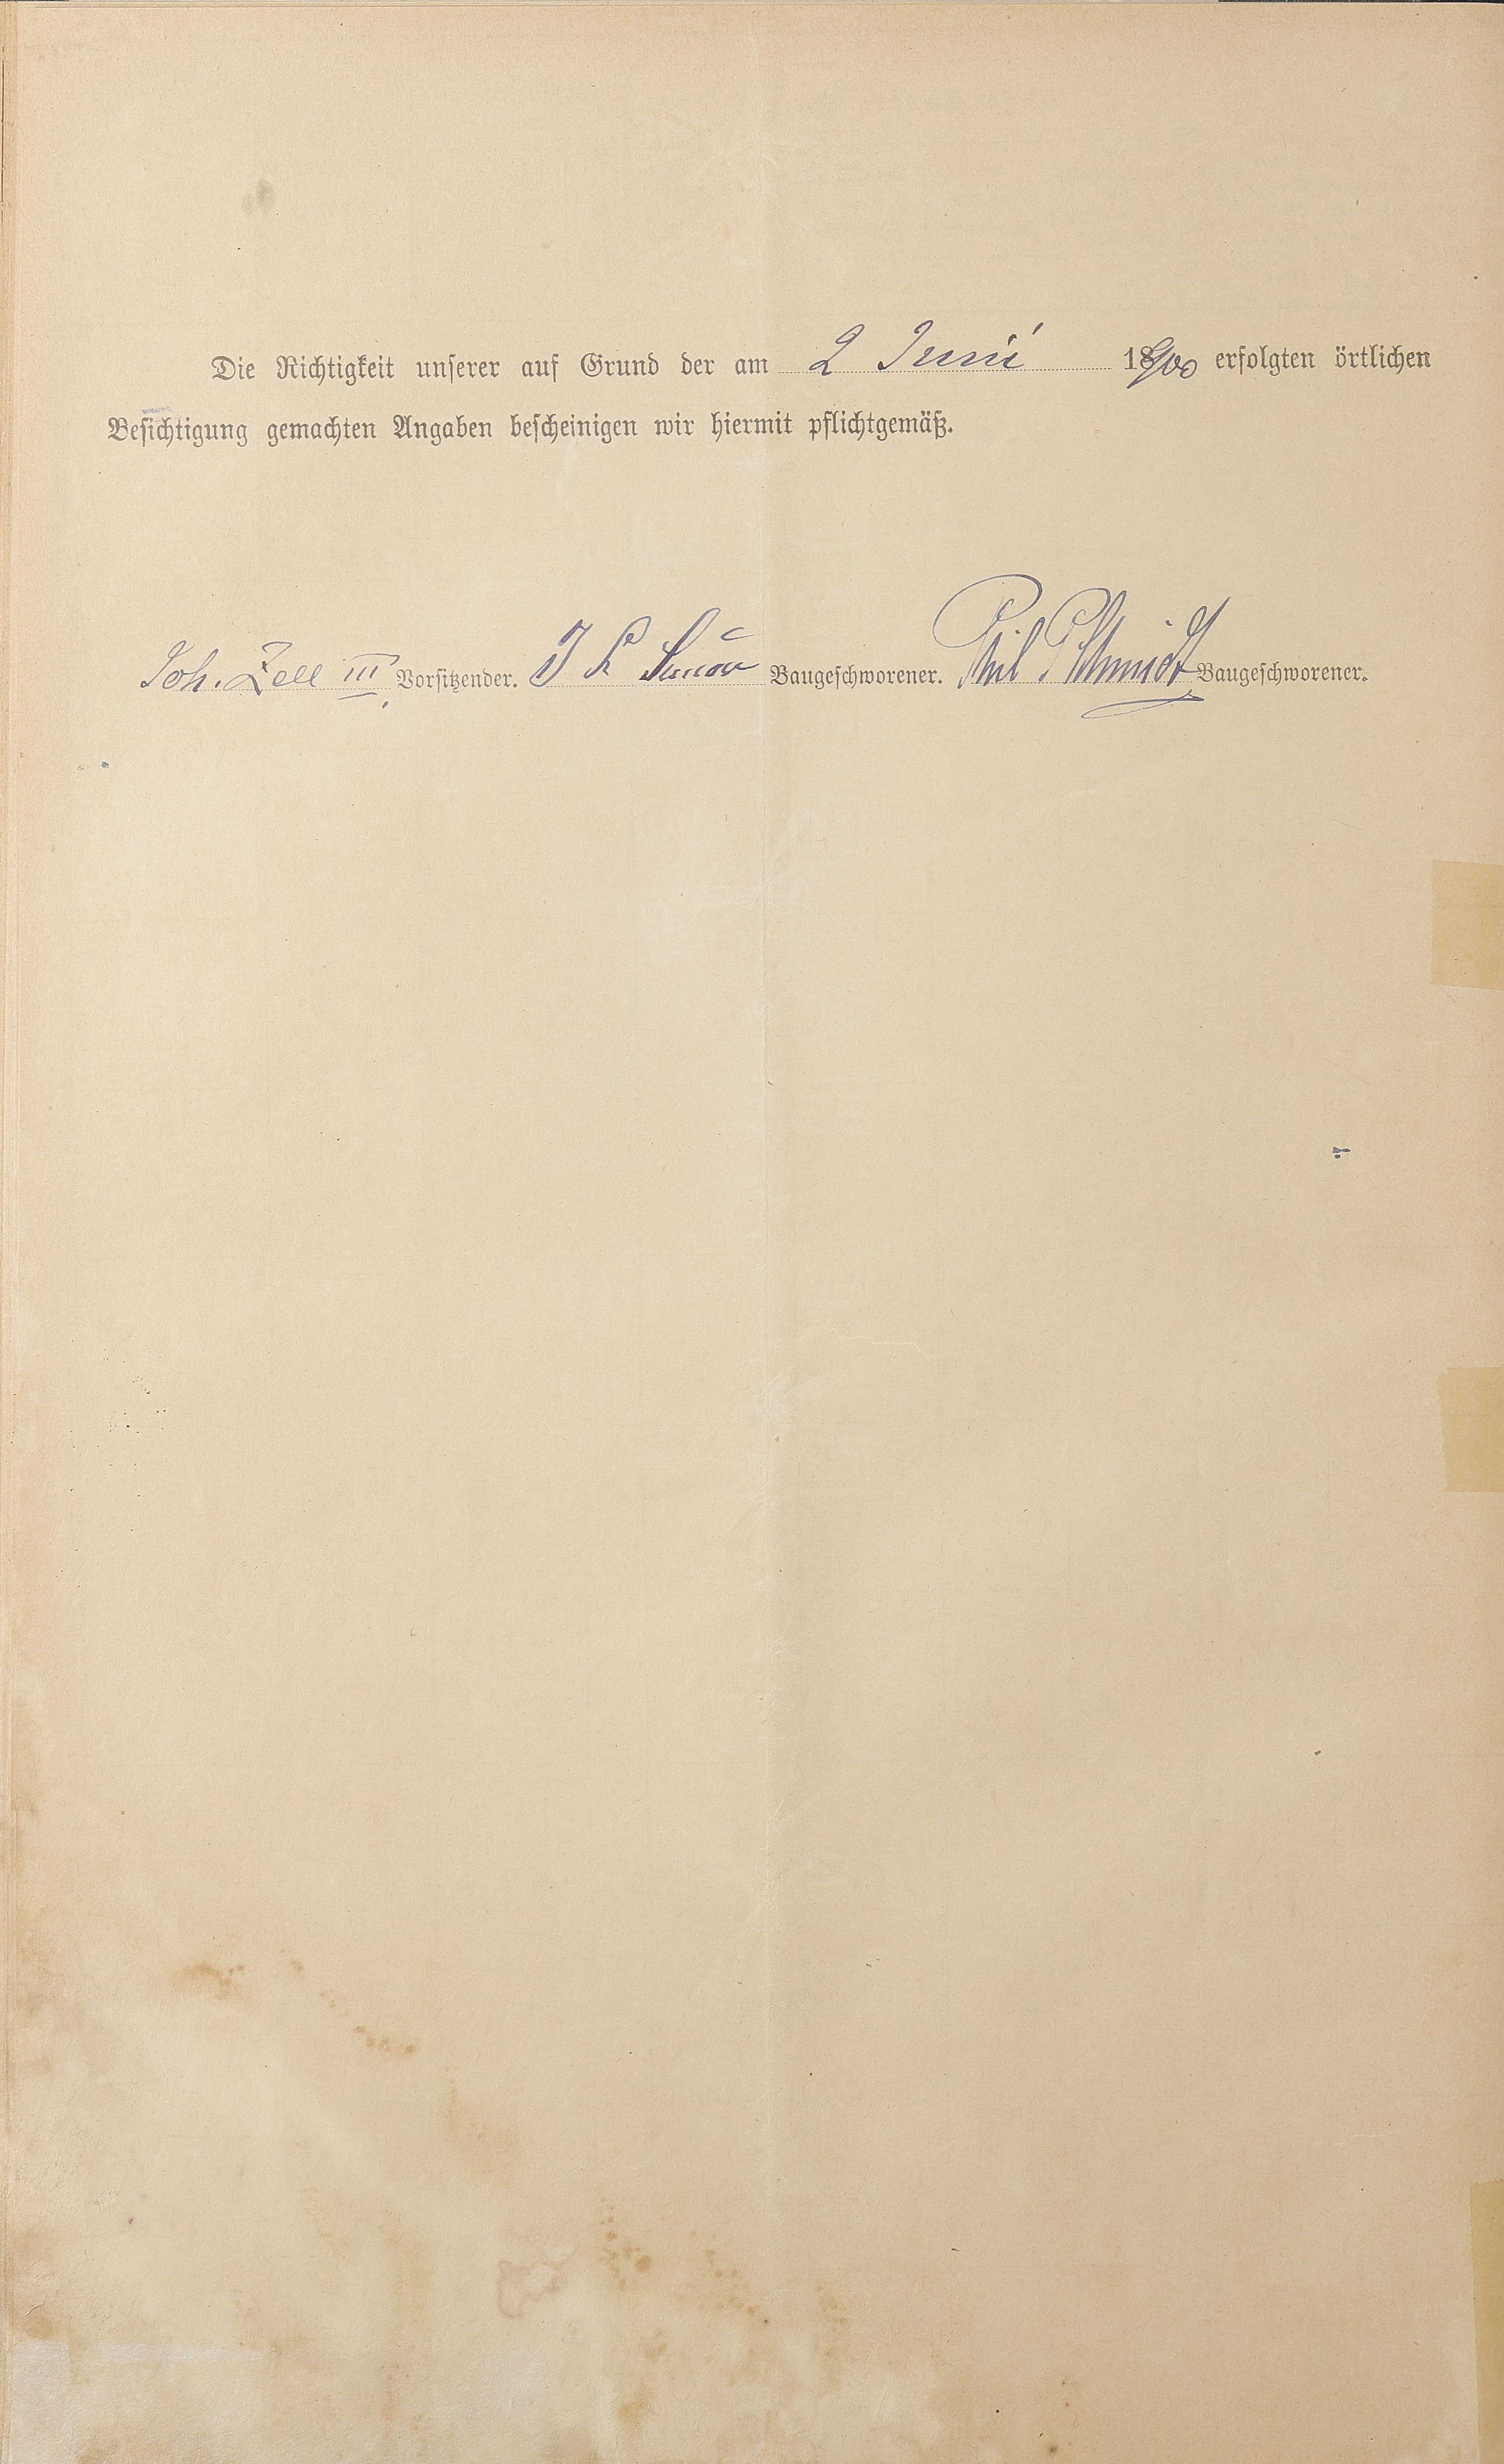 Die Richtigkeit unserer auf Grund der am 2 Juni 1900 erfolgten örtlichen
Besichtigung gemachten Angaben bescheinigen wir hiermit pflichtgemäß.
Joh. Zell III, Vorsitzender. J K Baugeschworener. Phil Schmidt Baugeschworener.